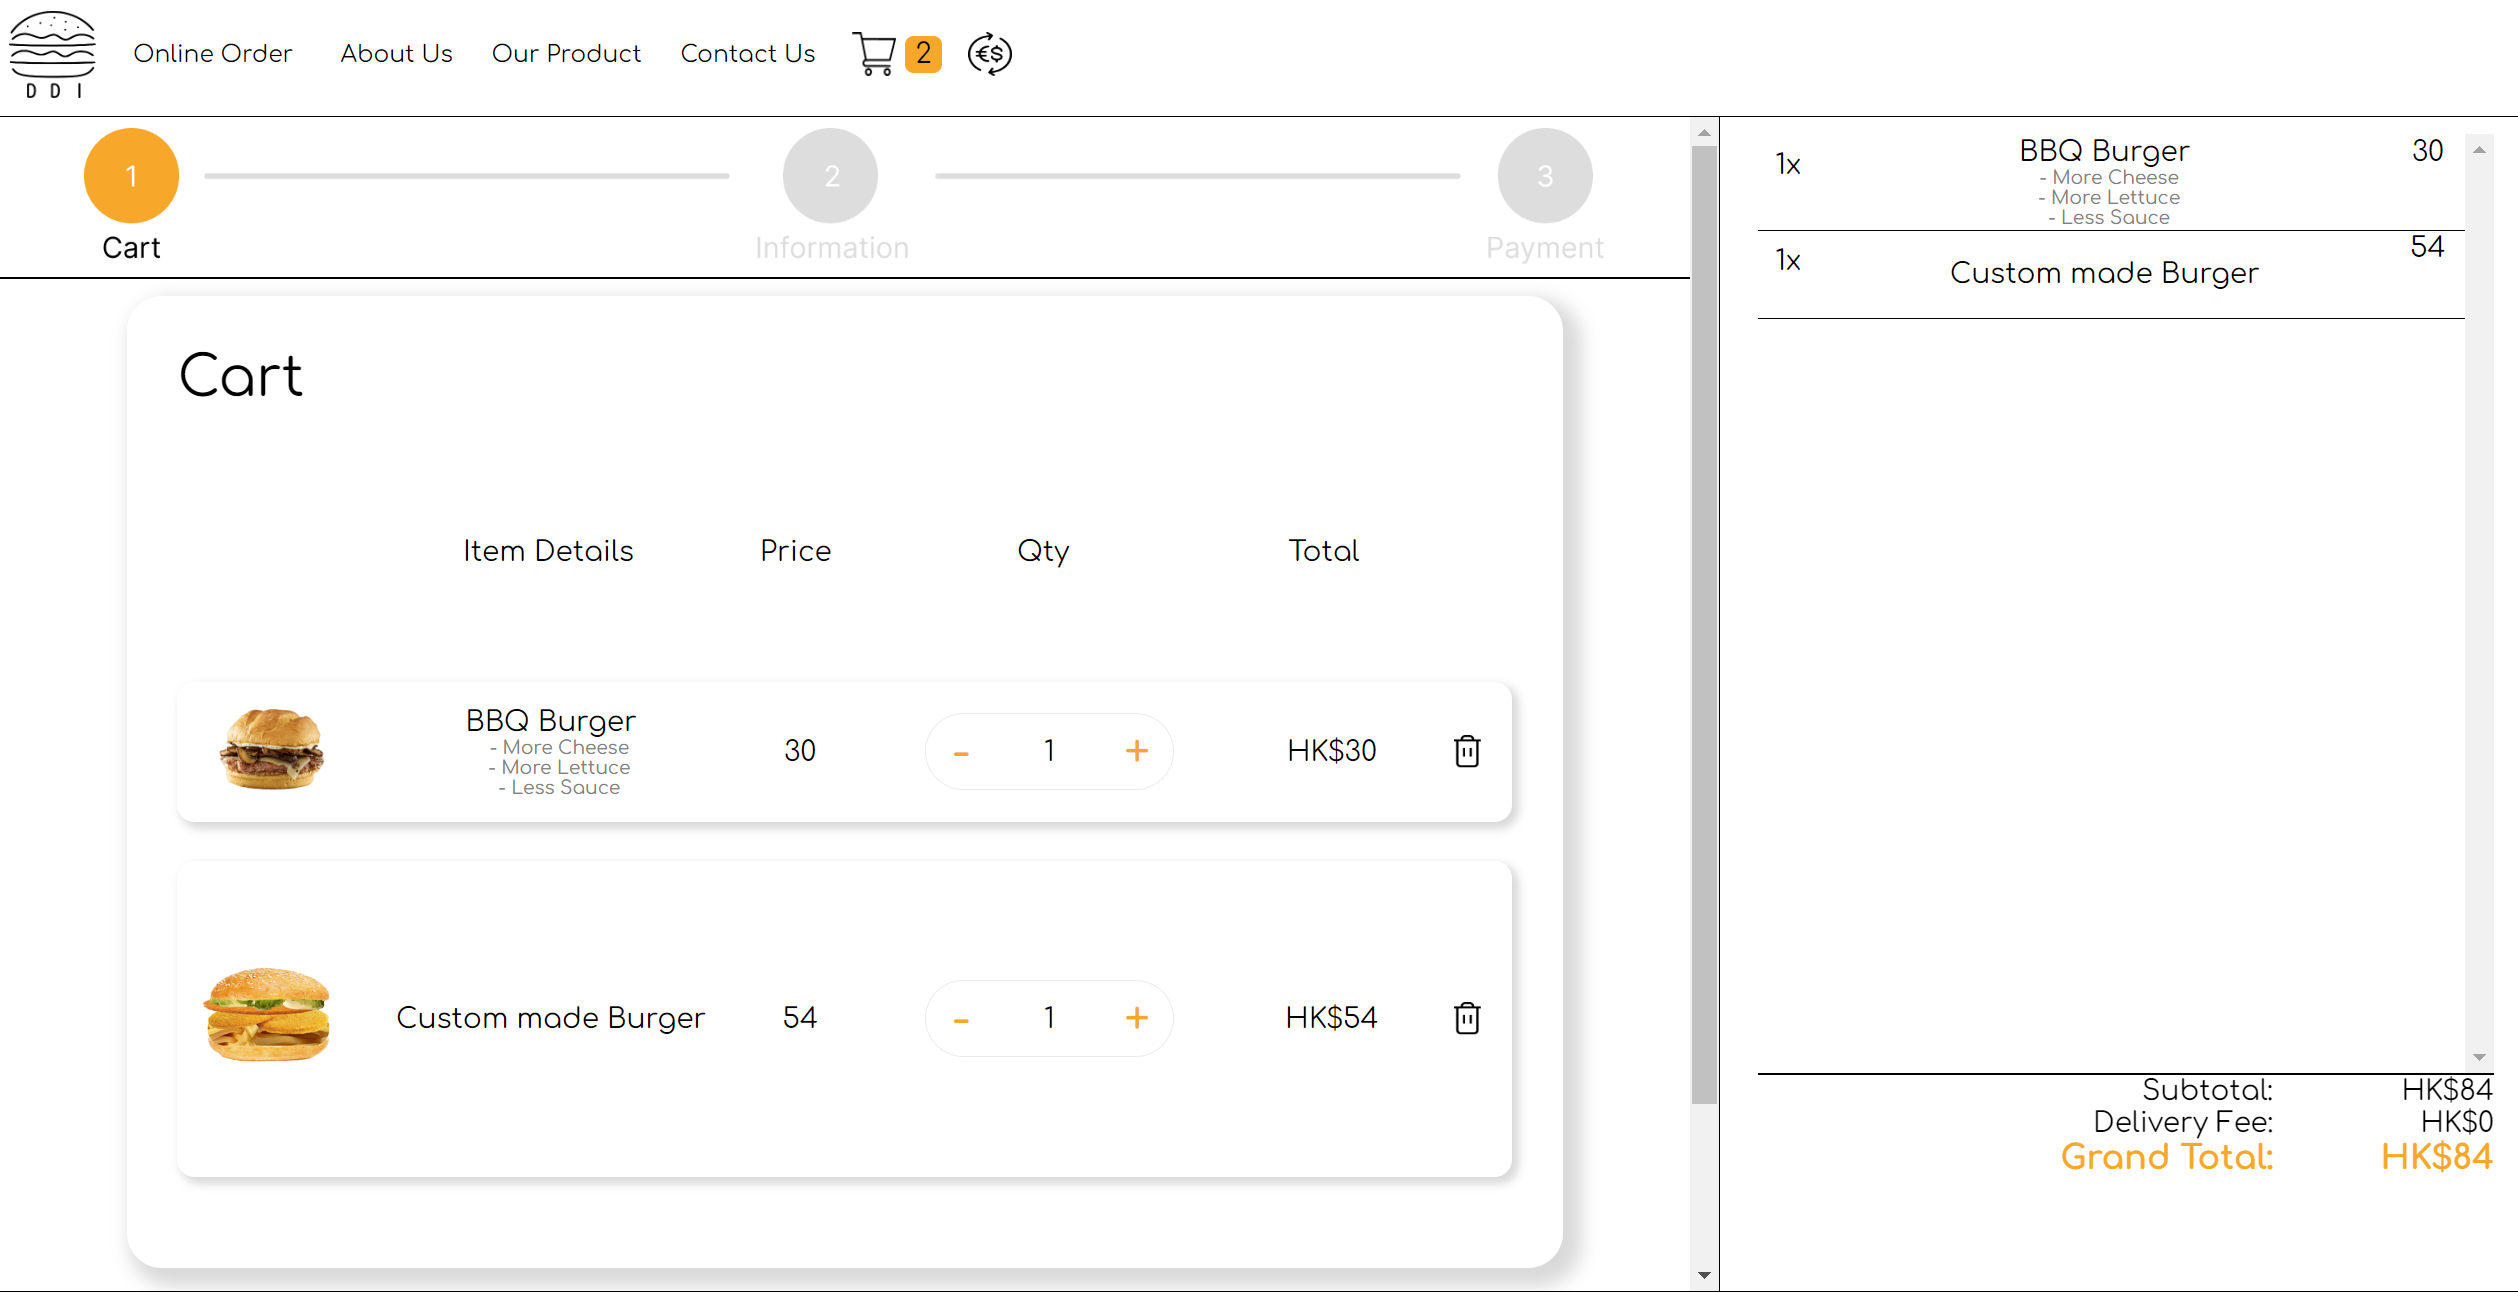 DDI
Online Order
About Us
Our Product
Contact Us
2
€$
1
2
3
Cart
Information
Payment
Cart
Item Details
Price
Qty
Total
BBQ Burger
- More Cheese
- More Lettuce
- Less Sauce
30
-
1
+
HK$30
Custom made Burger
54
-
1
+
HK$54
1x
BBQ Burger
30
- More Cheese
- More Lettuce
- Less Sauce
1x
Custom made Burger
54
Subtotal: HK$84
Delivery Fee: HK$0
Grand Total: HK$84